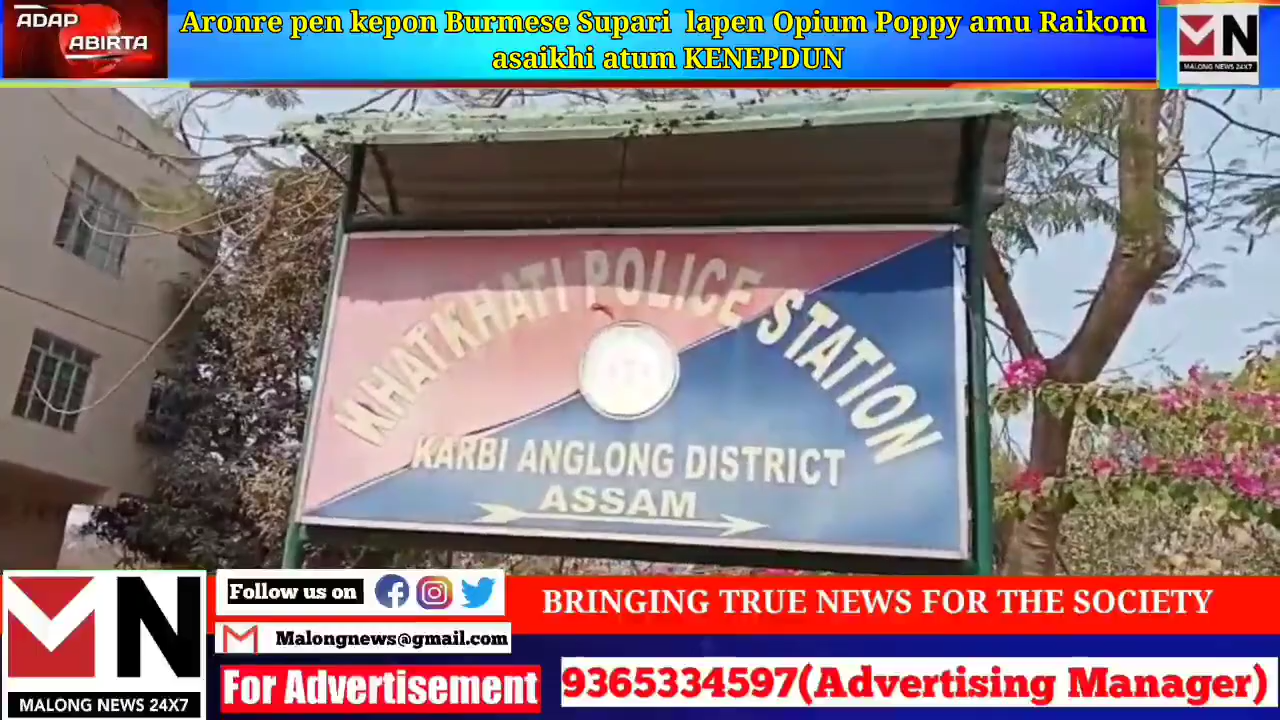 ADAP
ABIRTA
Aronre pen kepon Burmese Supari lapen Opium Poppy amu Raikom
asaikhi atum KENEPDUN
MN
MALONG NEWS 24X7
KHATKHATI POLICE STATION
KARBI ANGLONG DISTRICT
ASSAM
MN
MALONG NEWS 24X7
Follow us on
Malongnews@gmail.com
For Advertisement
BRINGING TRUE NEWS FOR THE SOCIETY
9365334597(Advertising Manager)